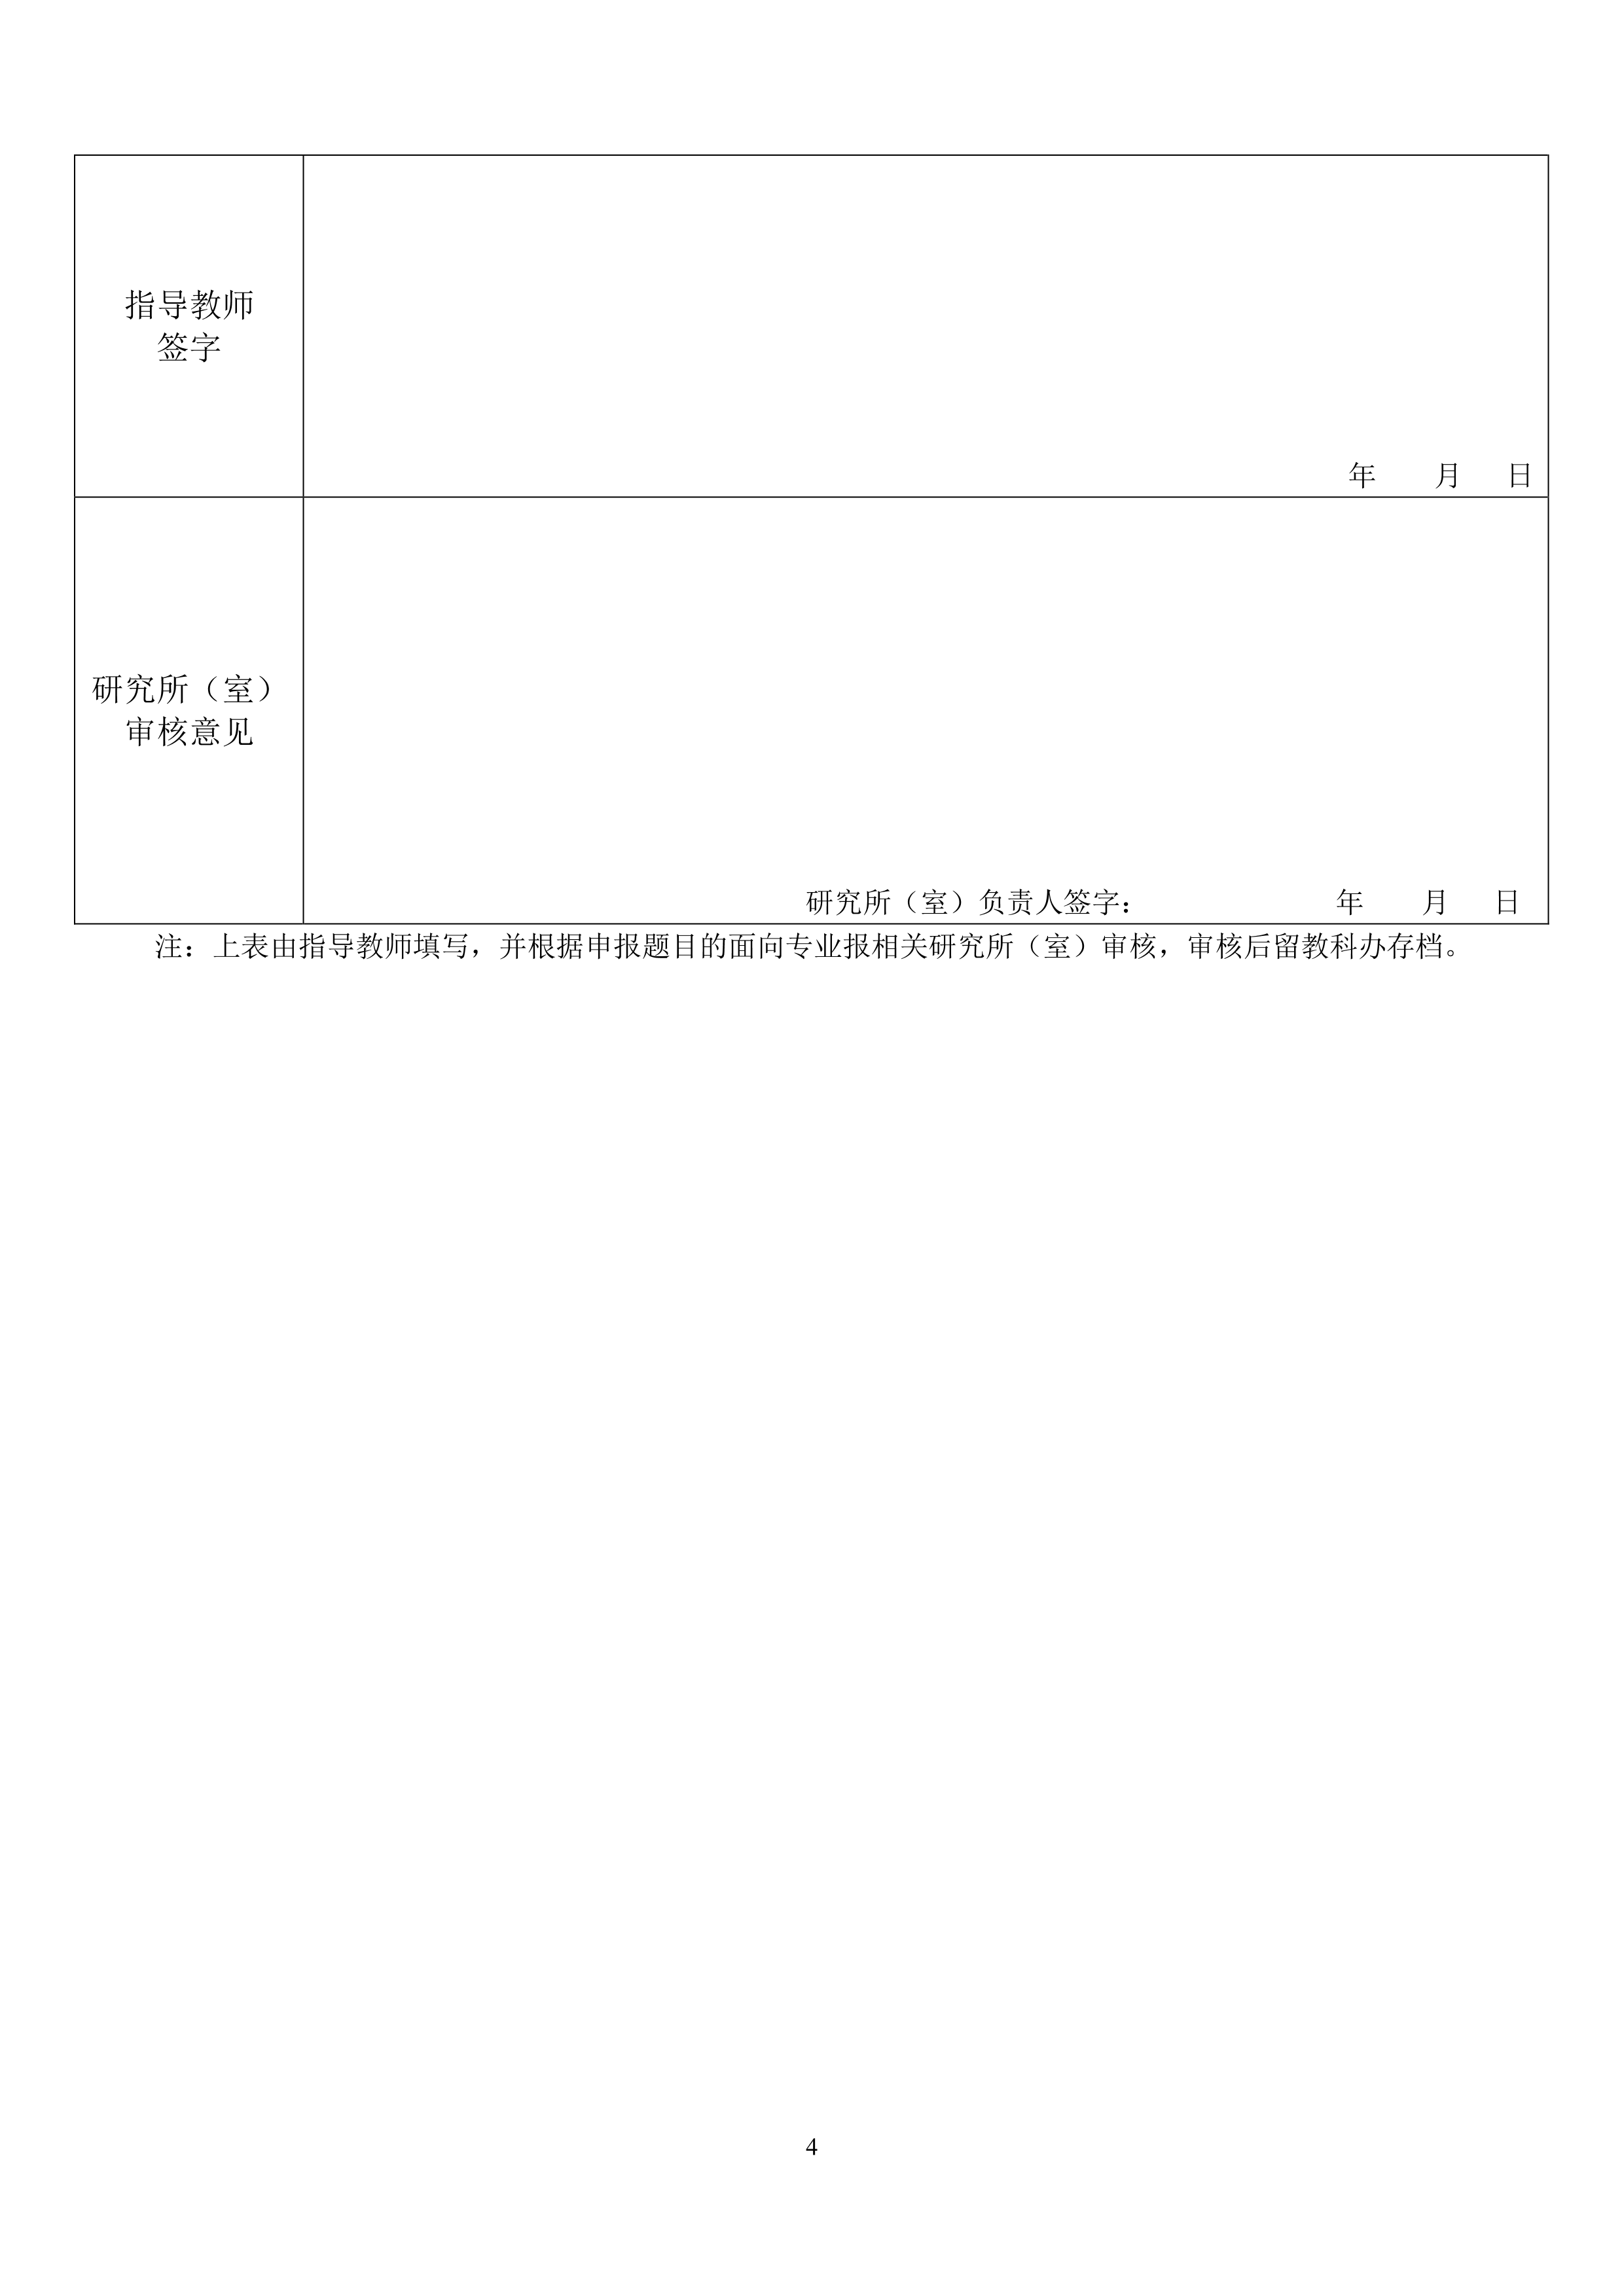 指导教师
签字
年 月 日
研究所（室）
审核意见
研究所（室）负责人签字： 年 月 日
注：上表由指导教师填写，并根据申报题目的面向专业报相关研究所（室）审核，审核后留教科办存档。
4